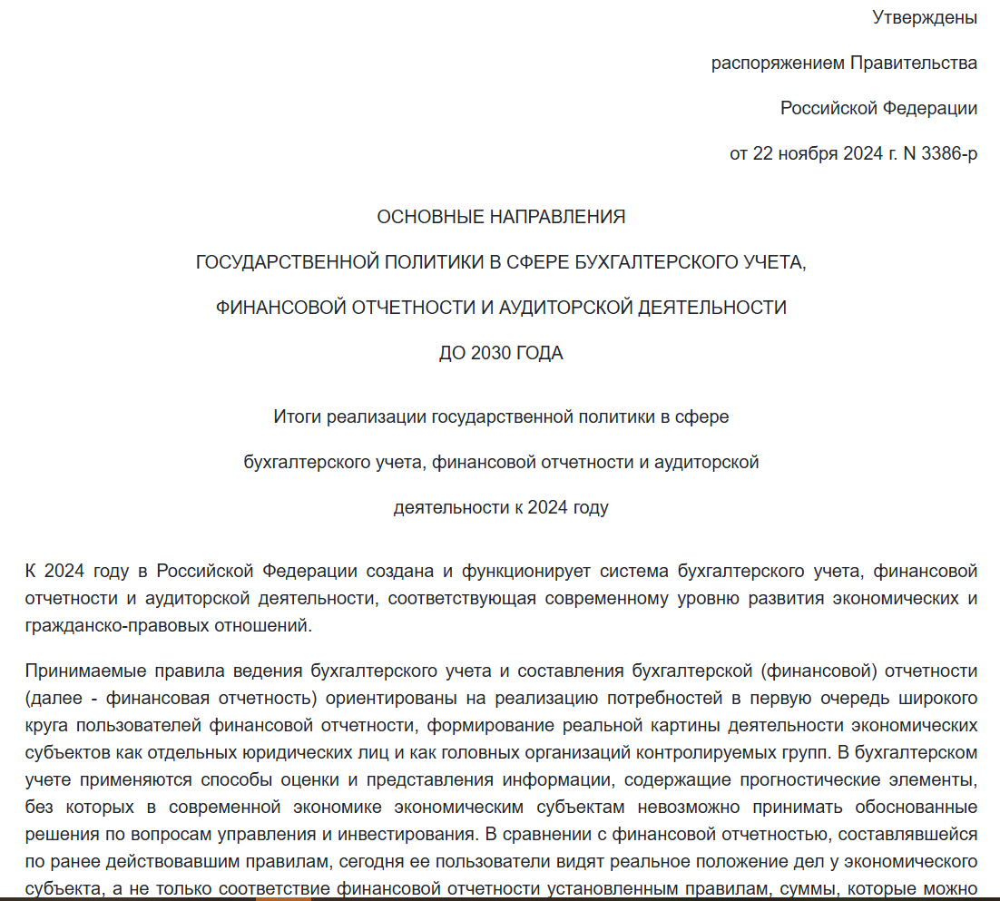 Утверждены
распоряжением Правительства
Российской Федерации
от 22 ноября 2024 г. N 3386-р
ОСНОВНЫЕ НАПРАВЛЕНИЯ
ГОСУДАРСТВЕННОЙ ПОЛИТИКИ В СФЕРЕ БУХГАЛТЕРСКОГО УЧЕТА,
ФИНАНСОВОЙ ОТЧЕТНОСТИ И АУДИТОРСКОЙ ДЕЯТЕЛЬНОСТИ
ДО 2030 ГОДА
Итоги реализации государственной политики в сфере
бухгалтерского учета, финансовой отчетности и аудиторской
деятельности к 2024 году
К 2024 году в Российской Федерации создана и функционирует система бухгалтерского учета, финансовой
отчетности и аудиторской деятельности, соответствующая современному уровню развития экономических и
гражданско-правовых отношений.
Принимаемые правила ведения бухгалтерского учета и составления бухгалтерской (финансовой) отчетности
(далее - финансовая отчетность) ориентированы на реализацию потребностей в первую очередь широкого
круга пользователей финансовой отчетности, формирование реальной картины деятельности экономических
субъектов как отдельных юридических лиц и как головных организаций контролируемых групп. В бухгалтерском
учете применяются способы оценки и представления информации, содержащие прогностические элементы,
без которых в современной экономике экономическим субъектам невозможно принимать обоснованные
решения по вопросам управления и инвестирования. В сравнении с финансовой отчетностью, составлявшейся
по ранее действовавшим правилам, сегодня ее пользователи видят реальное положение дел у экономического
субъекта, а не только соответствие финансовой отчетности установленным правилам, суммы, которые можно